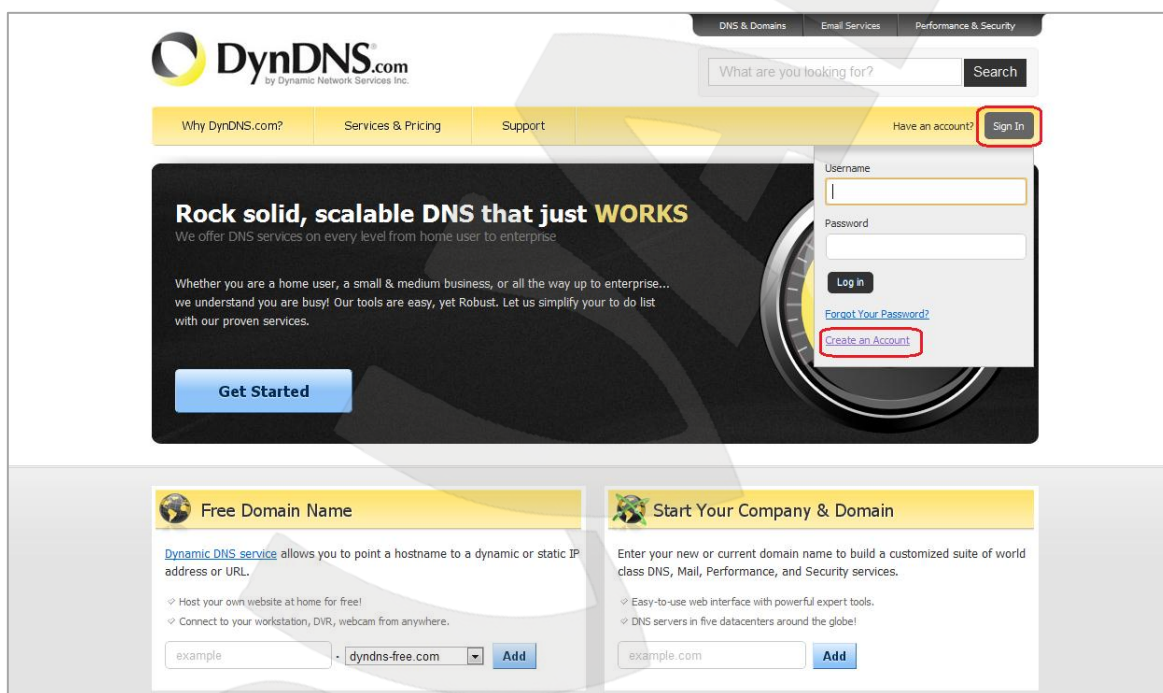 DNS & Domains Email Services Performance & Security
DynDNS.com
by Dynamic Network Services Inc.
What are you looking for? Search
Why DynDNS.com? Services & Pricing Support Have an account? Sign In
Username
Password
Log in
Forgot Your Password?
Create an Account
Rock solid, scalable DNS that just WORKS
We offer DNS services on every level from home user to enterprise
Whether you are a home user, a small & medium business, or all the way up to enterprise...
we understand you are busy! Our tools are easy, yet Robust. Let us simplify your to do list
with our proven services.
Get Started
Free Domain Name
Dynamic DNS service allows you to point a hostname to a dynamic or static IP
address or URL.
Host your own website at home for free!
Connect to your workstation, DVR, webcam from anywhere.
example . dyndns-free.com Add
Start Your Company & Domain
Enter your new or current domain name to build a customized suite of world
class DNS, Mail, Performance, and Security services.
Easy-to-use web interface with powerful expert tools.
DNS servers in five datacenters around the globe!
example.com Add